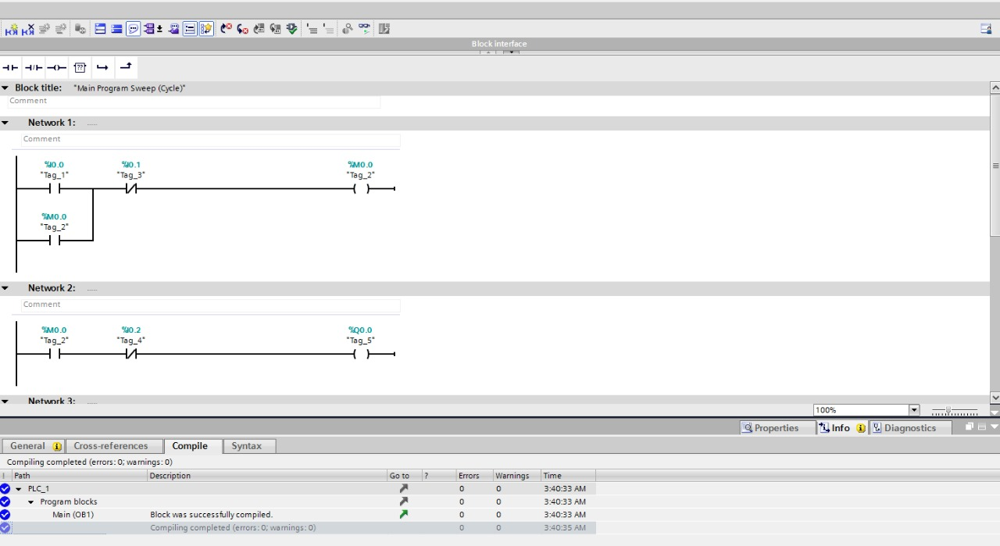 Block interface
Block title: "Main Program Sweep (Cycle)"
Comment
Network 1: .....
Comment
%I0.0 %I0.1 %M0.0
"Tag_1" "Tag_3" "Tag_2"
%M0.0
"Tag_2"
Network 2: .....
Comment
%M0.0 %I0.2 %Q0.0
"Tag_2" "Tag_4" "Tag_5"
Network 3: .....
100%
Properties Info Diagnostics
General Cross-references Compile Syntax
Compiling completed (errors: 0; warnings: 0)
! Path Description Go to ? Errors Warnings Time
PLC_1 0 0 3:40:33 AM
Program blocks 0 0 3:40:33 AM
Main (OB1) Block was successfully compiled. 0 0 3:40:33 AM
Compiling completed (errors: 0; warnings: 0) 0 0 3:40:35 AM